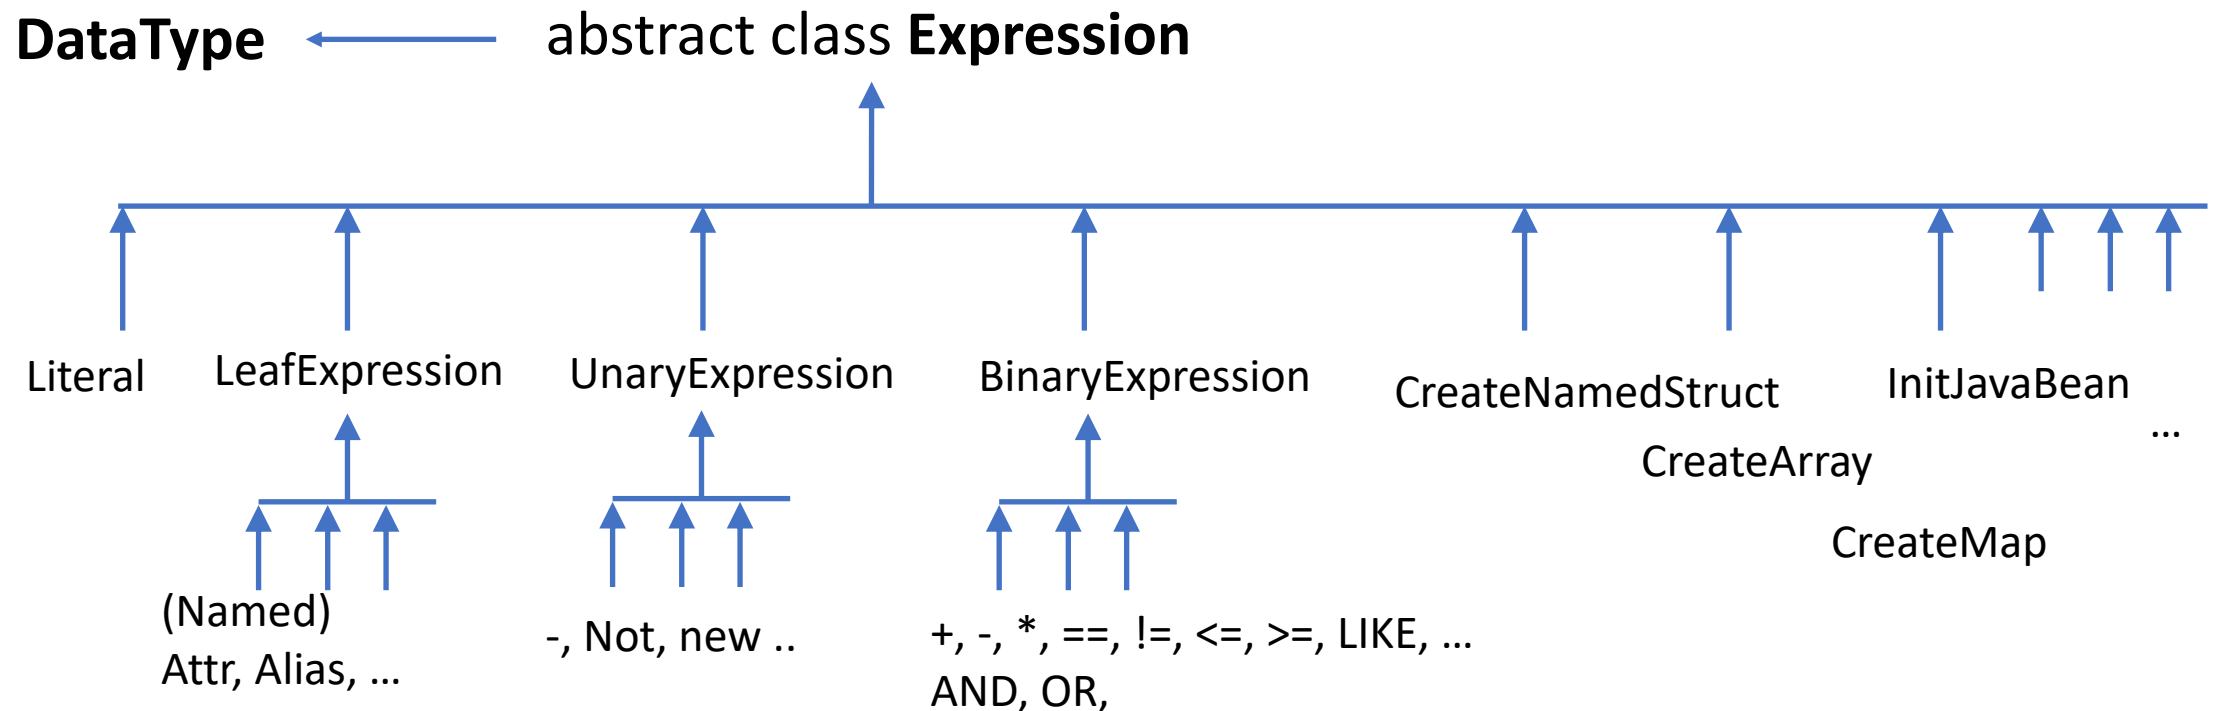 DataType
abstract class Expression
Literal
LeafExpression
UnaryExpression
BinaryExpression
CreateNamedStruct
InitJavaBean
...
CreateArray
CreateMap
(Named)
Attr, Alias, ...
-, Not, new ..
+, -, *, ==, !=, <=, >=, LIKE, ...
AND, OR,